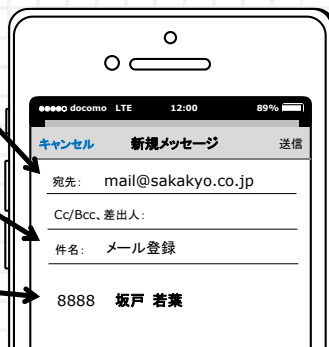 docomo LTE 12:00 89%
キャンセル 新規メッセージ 送信
宛先: mail@sakakyo.co.jp
Cc/Bcc、差出人:
件名: メール登録
8888 坂戸 若葉